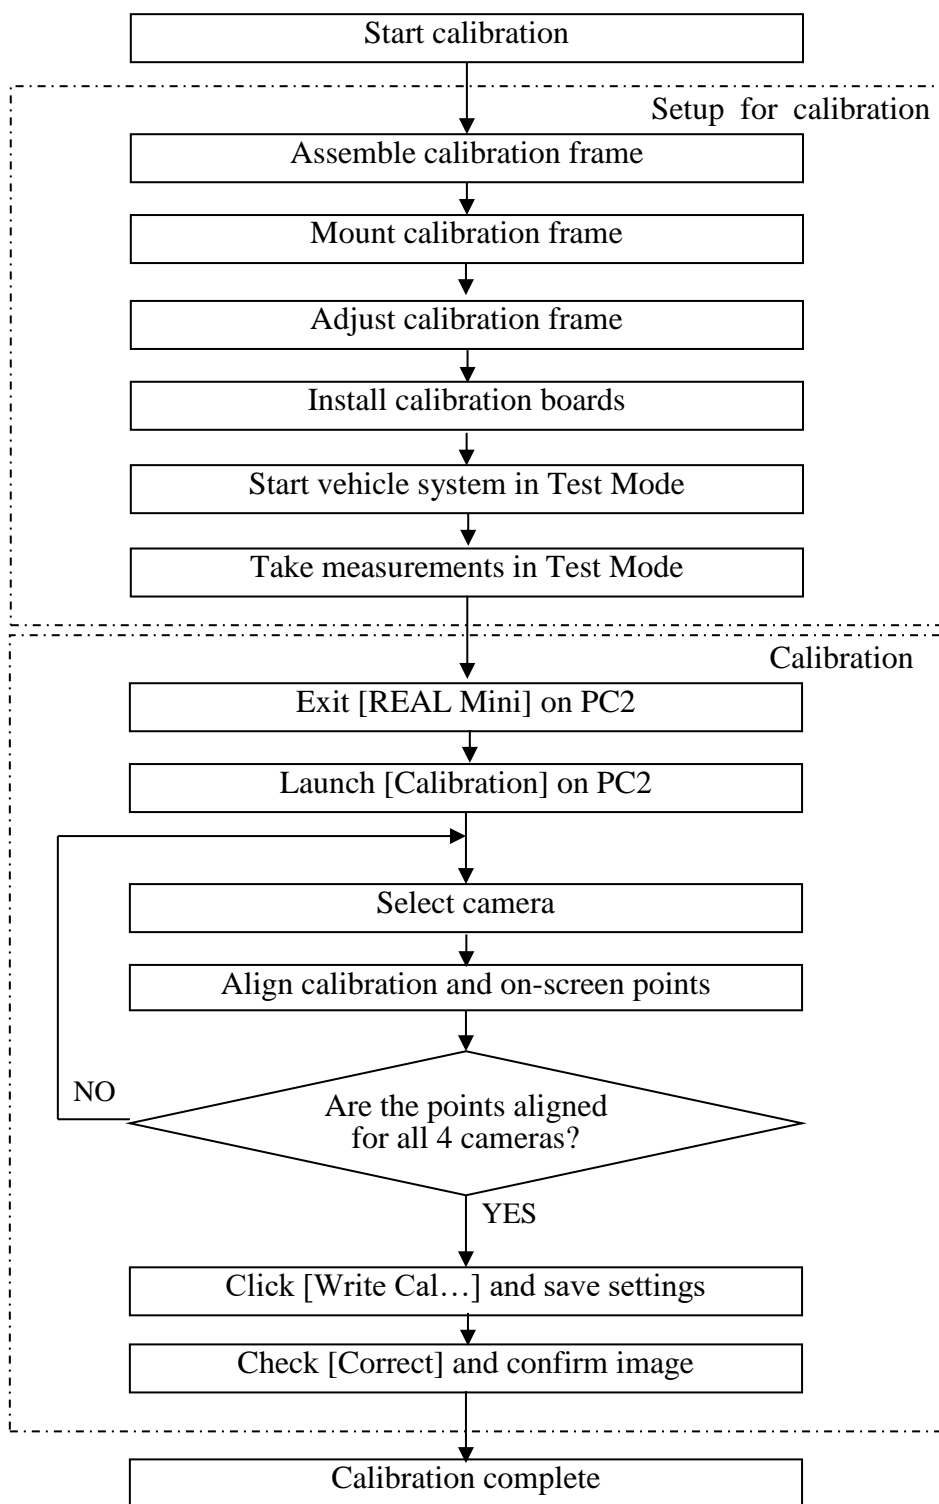 Start calibration
Setup for calibration
Assemble calibration frame
Mount calibration frame
Adjust calibration frame
Install calibration boards
Start vehicle system in Test Mode
Take measurements in Test Mode
Calibration
Exit [REAL Mini] on PC2
Launch [Calibration] on PC2
Select camera
Align calibration and on-screen points
NO
Are the points aligned
for all 4 cameras?
YES
Click [Write Cal…] and save settings
Check [Correct] and confirm image
Calibration complete